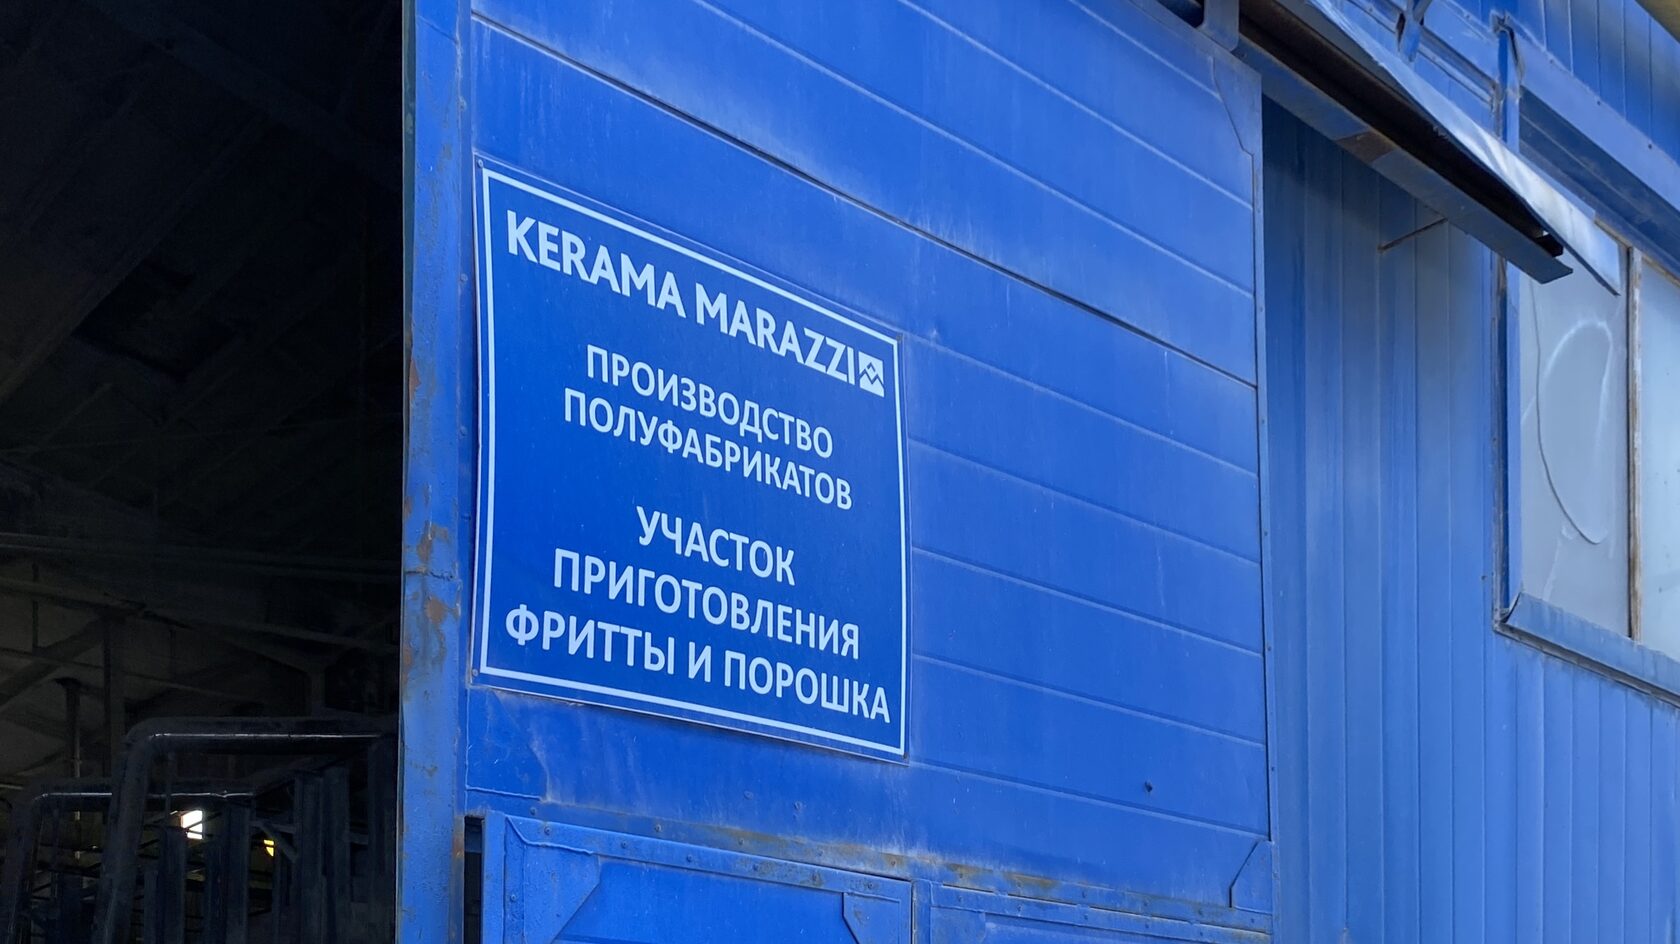 KERAMA MARAZZI
ПРОИЗВОДСТВО
ПОЛУФАБРИКАТОВ
УЧАСТОК
ПРИГОТОВЛЕНИЯ
ФРИТТЫ И ПОРОШКА